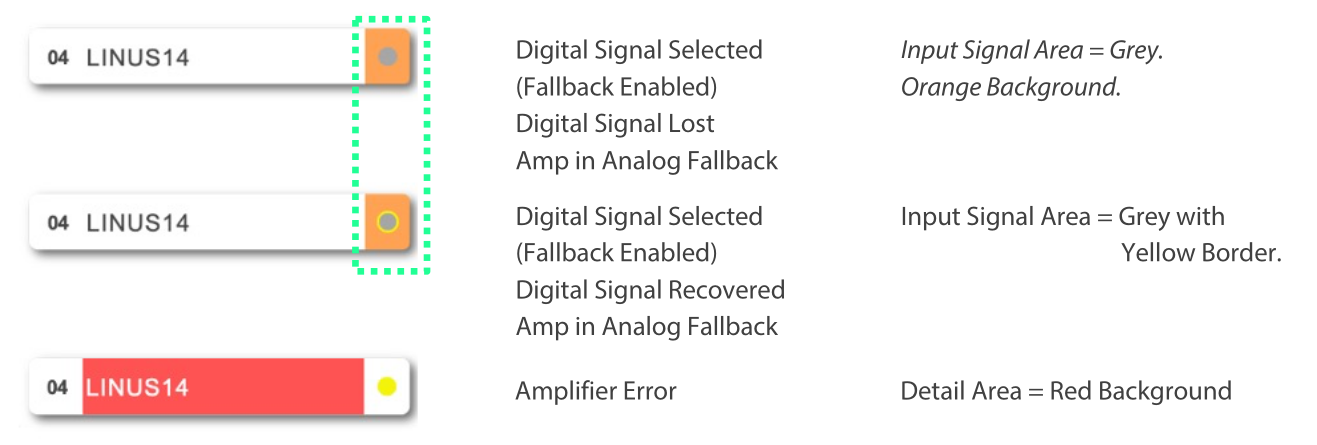 04 LINUS14
Digital Signal Selected
(Fallback Enabled)
Digital Signal Lost
Amp in Analog Fallback
Input Signal Area = Grey.
Orange Background.
04 LINUS14
Digital Signal Selected
(Fallback Enabled)
Digital Signal Recovered
Amp in Analog Fallback
Input Signal Area = Grey with
Yellow Border.
04 LINUS14
Amplifier Error
Detail Area = Red Background